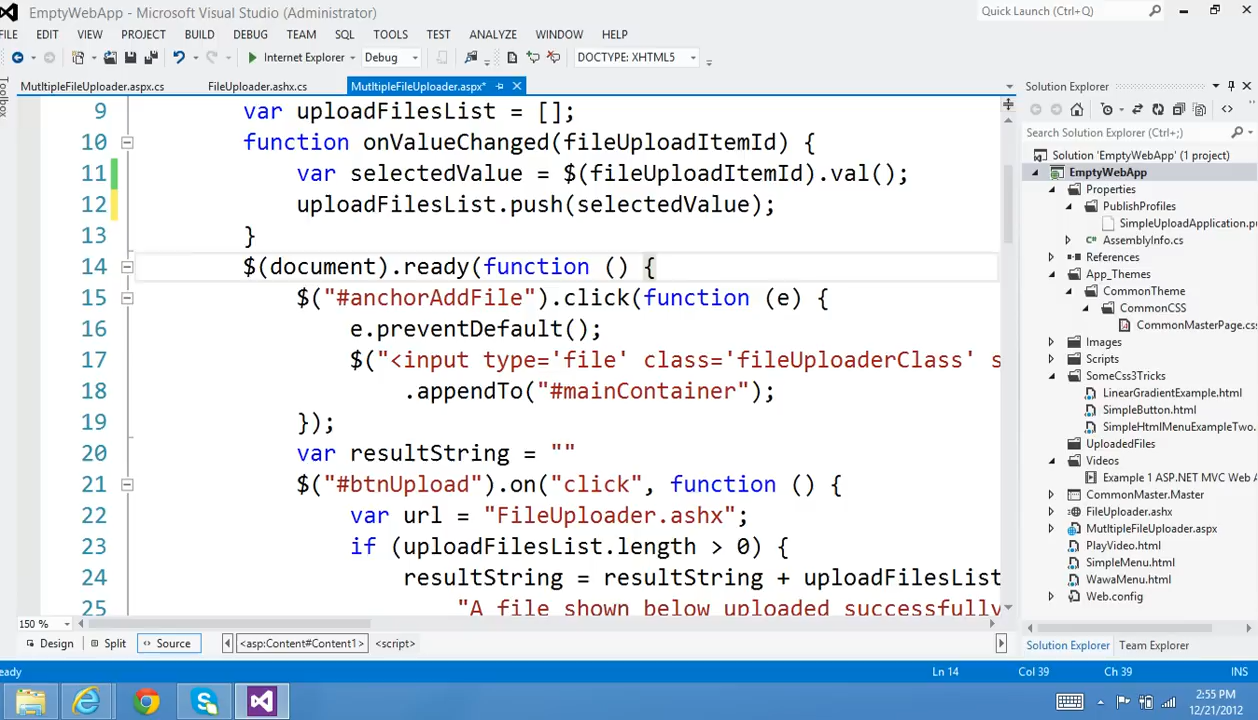 EmptyWebApp - Microsoft Visual Studio (Administrator)
Quick Launch (Ctrl+Q)
FILE EDIT VIEW PROJECT BUILD DEBUG TEAM SQL TOOLS TEST ANALYZE WINDOW HELP
Internet Explorer Debug DOCTYPE: XHTML5
MutltipleFileUploader.aspx.cs FileUploader.ashx.cs MutltipleFileUploader.aspx*
Toolbox
9 var uploadFilesList = [];
10 function onValueChanged(fileUploadItemId) {
11 var selectedValue = $(fileUploadItemId).val();
12 uploadFilesList.push(selectedValue);
13 }
14 $(document).ready(function () {
15 $("#anchorAddFile").click(function (e) {
16 e.preventDefault();
17 $("<input type='file' class='fileUploaderClass' s
18 .appendTo("#mainContainer");
19 });
20 var resultString = ""
21 $("#btnUpload").on("click", function () {
22 var url = "FileUploader.ashx";
23 if (uploadFilesList.length > 0) {
24 resultString = resultString + uploadFilesList
25 "A file shown below uploaded successfully
150 %
Design Split Source <asp:Content#Content1> <script>
Solution Explorer
Search Solution Explorer (Ctrl+;)
Solution 'EmptyWebApp' (1 project)
EmptyWebApp
Properties
PublishProfiles
SimpleUploadApplication.pu
AssemblyInfo.cs
References
App_Themes
CommonTheme
CommonCSS
CommonMasterPage.css
Images
Scripts
SomeCss3Tricks
LinearGradientExample.html
SimpleButton.html
SimpleHtmlMenuExampleTwo.
UploadedFiles
Videos
Example 1 ASP.NET MVC Web A
CommonMaster.Master
FileUploader.ashx
MutltipleFileUploader.aspx
PlayVideo.html
SimpleMenu.html
WawaMenu.html
Web.config
Solution Explorer Team Explorer
eady Ln 14 Col 39 Ch 39 INS
2:55 PM
12/21/2012